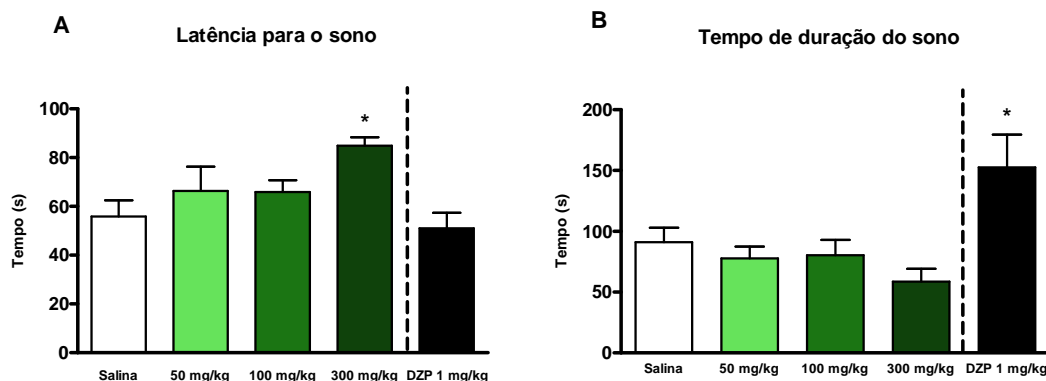 A
Latência para o sono
100
80
60
40
20
0
Tempo (s)
*
Salina 50 mg/kg 100 mg/kg 300 mg/kg DZP 1 mg/kg
B
Tempo de duração do sono
200
150
100
50
0
Tempo (s)
*
Salina 50 mg/kg 100 mg/kg 300 mg/kg DZP 1 mg/kg